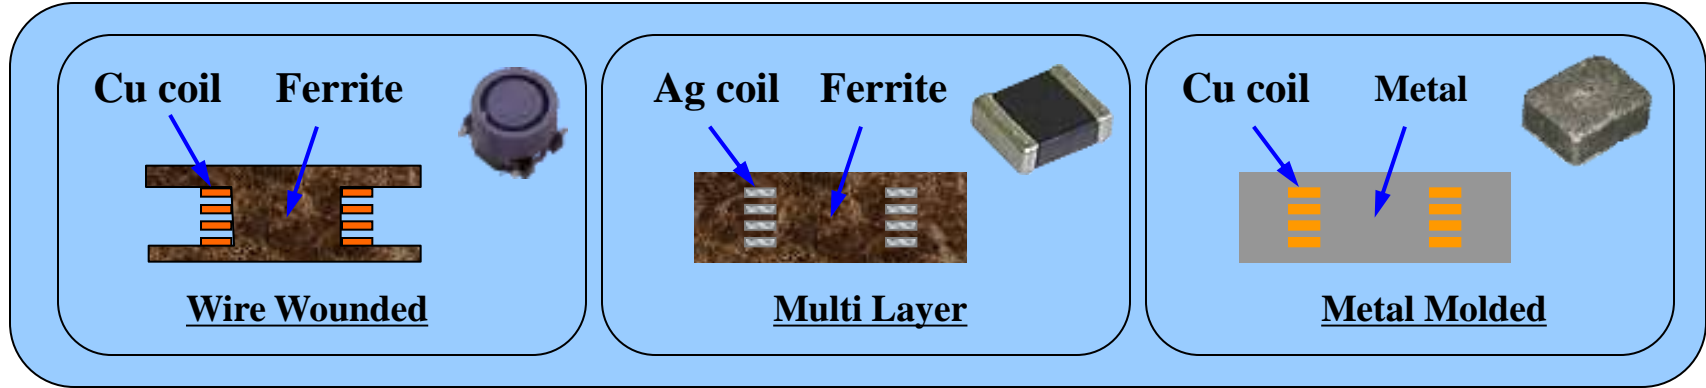 Cu coil Ferrite
Wire Wounded
Ag coil Ferrite
Multi Layer
Cu coil Metal
Metal Molded